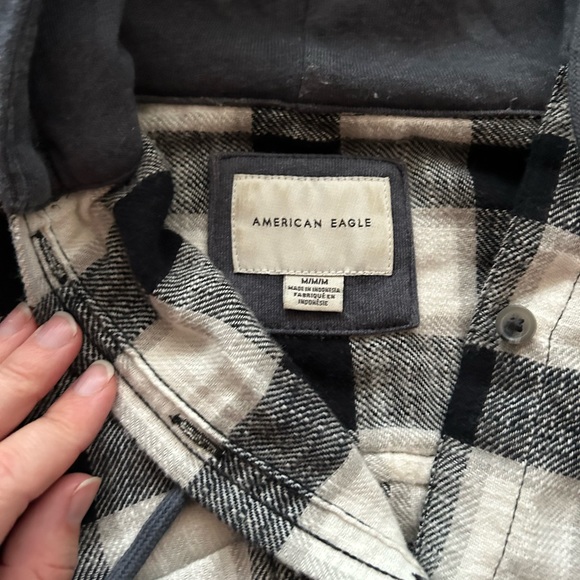 AMERICAN EAGLE
M/M/M
MADE IN INDONESIA
FABRIQUÉ EN
INDONÉSIE